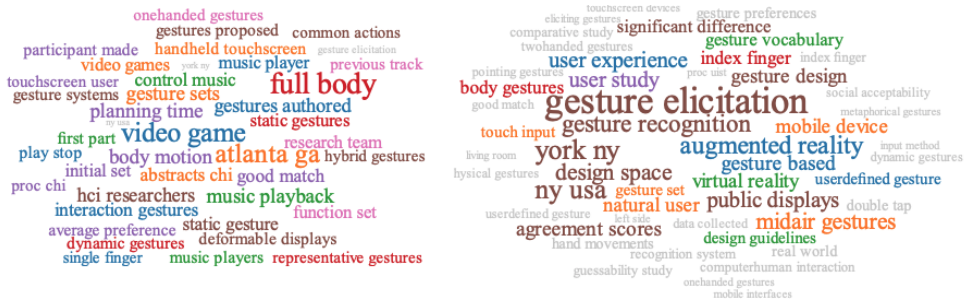 onehanded gestures
gestures proposed common actions
participant made handheld touchscreen gesture elicitation
video games york ny music player previous track
touchscreen user control music full body
gesture systems gesture sets
planning time gestures authored
ny usa static gestures
first part video game research team
play stop body motion atlanta ga hybrid gestures
initial set abstracts chi good match
proc chi
hci researchers music playback
interaction gestures function set
average preference static gesture
dynamic gestures deformable displays
single finger music players representative gestures
touchscreen devices
eliciting gestures gesture preferences
comparative study significant difference
twohanded gestures gesture vocabulary
user experience index finger index finger
pointing gestures user study proc uist gesture design
body gestures social acceptability
good match gesture elicitation metaphorical gestures
touch input gesture recognition mobile device
york ny augmented reality input method
living room dynamic gestures
hysical gestures design space gesture based
ny usa gesture set virtual reality userdefined gesture
natural user public displays double tap
userdefined gesture left side data collected midair gestures
agreement scores design guidelines
hand movements recognition system real world
guessability study computerhuman interaction
onehanded gestures
mobile interfaces